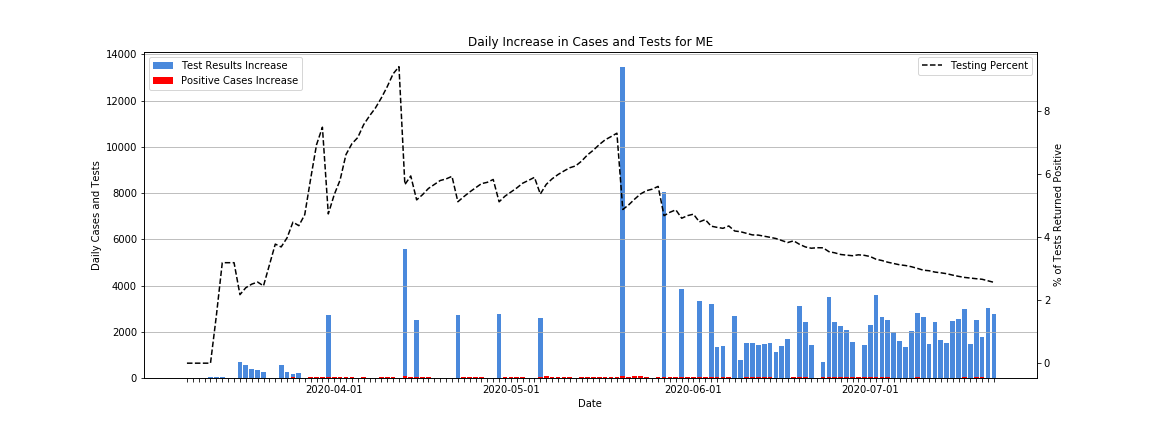 Daily Increase in Cases and Tests for ME
Test Results Increase
Positive Cases Increase
Testing Percent
14000
12000
10000
8000
6000
4000
2000
0
Daily Cases and Tests
8
6
4
2
0
% of Tests Returned Positive
2020-04-01 2020-05-01 2020-06-01 2020-07-01
Date